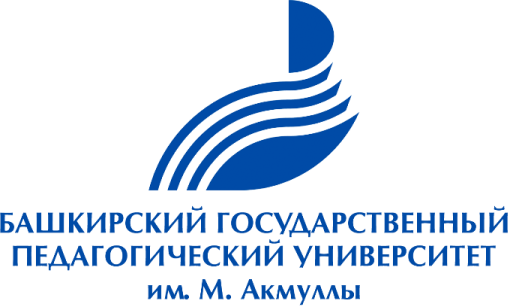 БАШКИРСКИЙ ГОСУДАРСТВЕННЫЙ
ПЕДАГОГИЧЕСКИЙ УНИВЕРСИТЕТ
им. М. Акмуллы